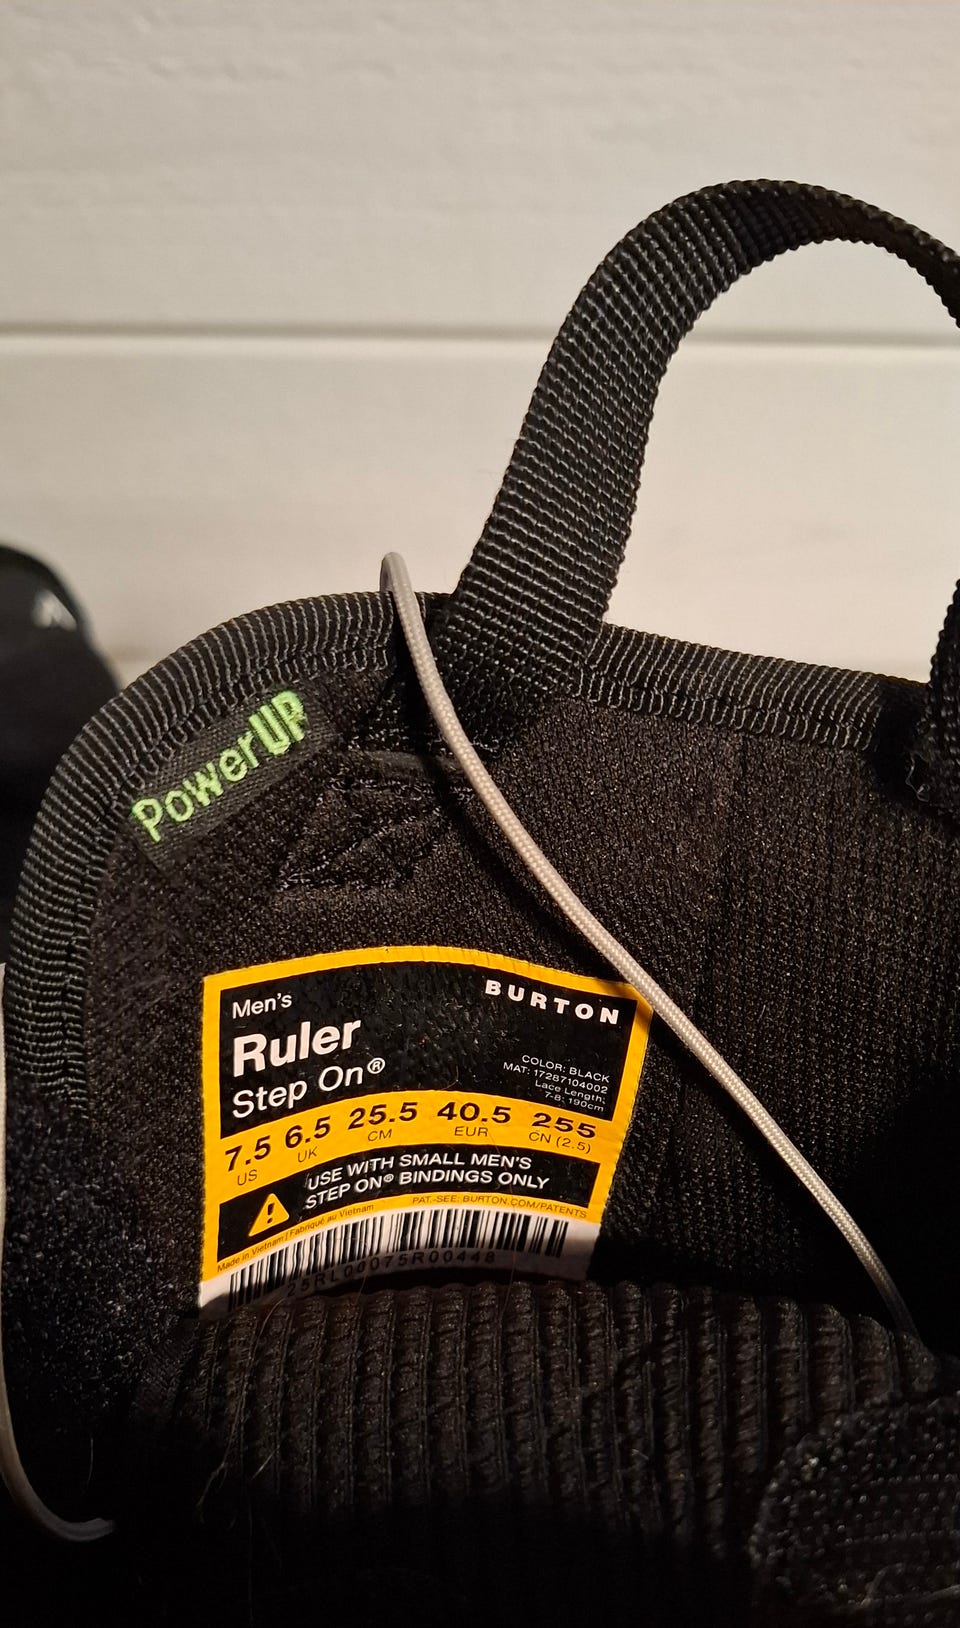 PowerUP
Men's
BURTON
Ruler
Step On®
COLOR: BLACK
MAT: 17287104002
Lace Length;
7-8: 190cm
7.5 6.5 25.5 40.5 255
US UK CM EUR CN (2.5)
USE WITH SMALL MEN'S
STEP ON® BINDINGS ONLY
PAT.-SEE: BURTON.COM/PATENTS
Made in Vietnam | Fabriqué au Vietnam
25RL00075R00448